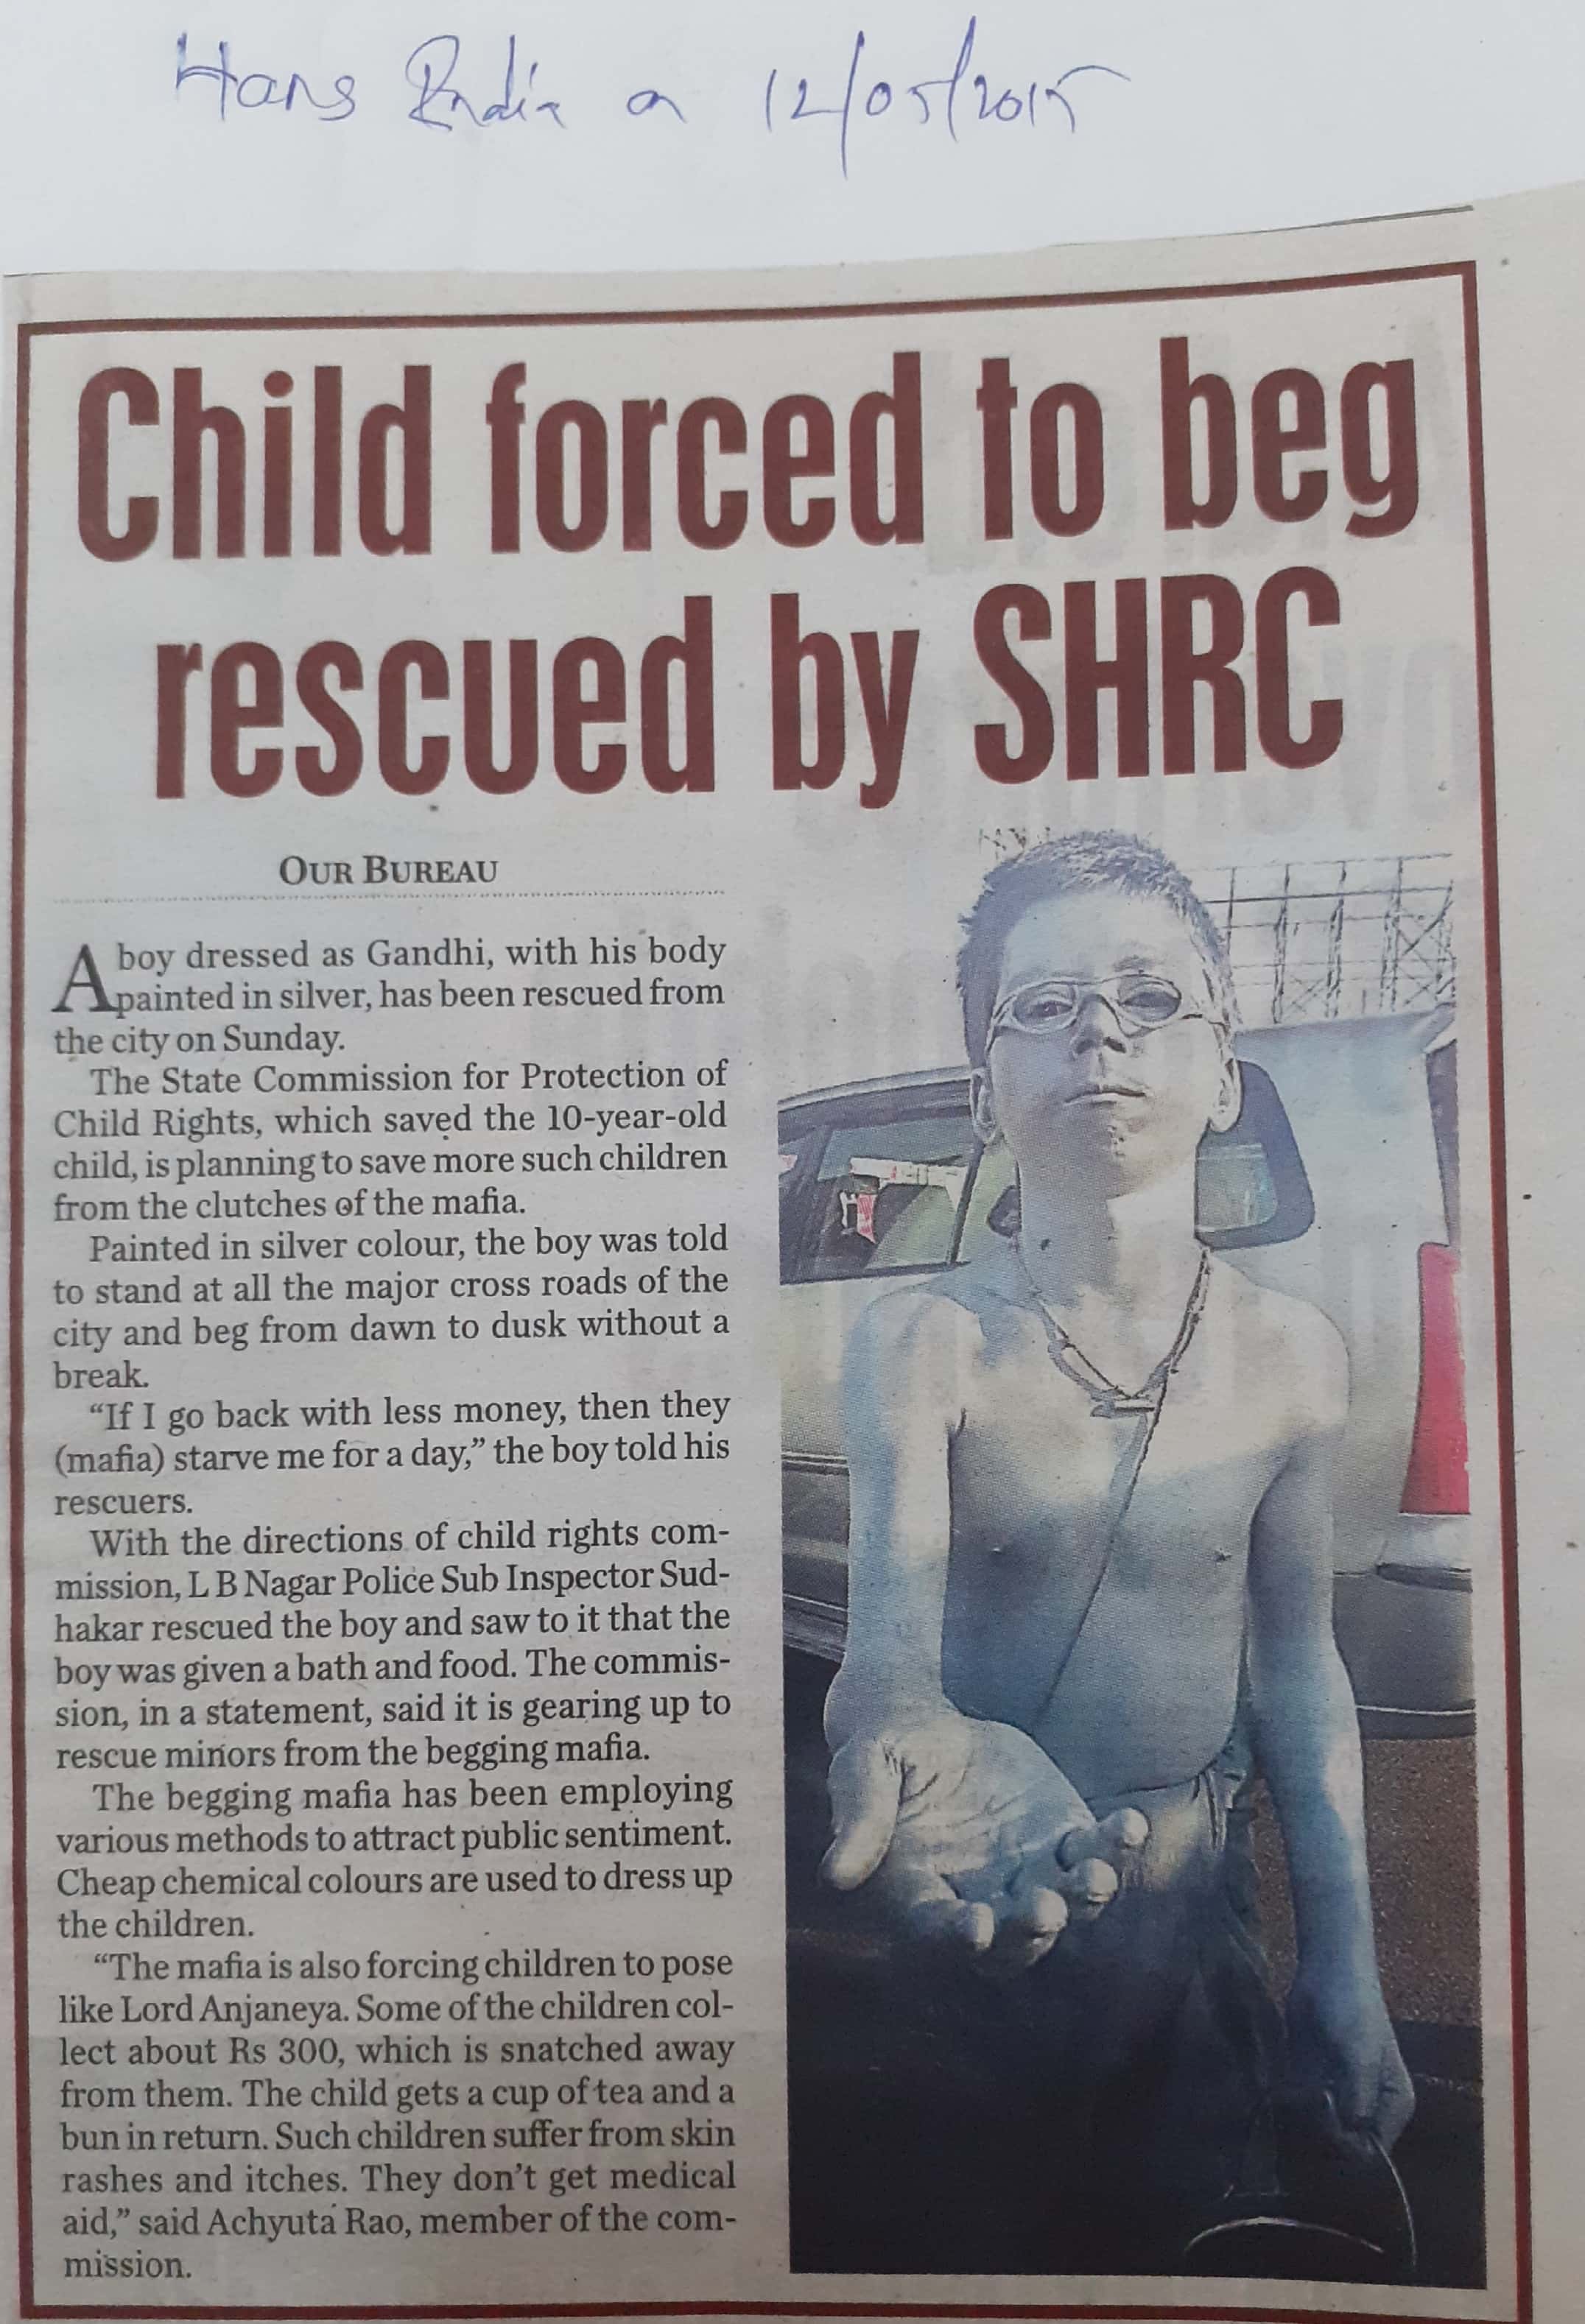 Hans India on 12/05/2015
Child forced to beg
rescued by SHRC
OUR BUREAU
A boy dressed as Gandhi, with his body
painted in silver, has been rescued from
the city on Sunday.
The State Commission for Protection of
Child Rights, which saved the 10-year-old
child, is planning to save more such children
from the clutches of the mafia.
Painted in silver colour, the boy was told
to stand at all the major cross roads of the
city and beg from dawn to dusk without a
break.
“If I go back with less money, then they
(mafia) starve me for a day,” the boy told his
rescuers.
With the directions of child rights com-
mission, L B Nagar Police Sub Inspector Sud-
hakar rescued the boy and saw to it that the
boy was given a bath and food. The commis-
sion, in a statement, said it is gearing up to
rescue minors from the begging mafia.
The begging mafia has been employing
various methods to attract public sentiment.
Cheap chemical colours are used to dress up
the children.
“The mafia is also forcing children to pose
like Lord Anjaneya. Some of the children col-
lect about Rs 300, which is snatched away
from them. The child gets a cup of tea and a
bun in return. Such children suffer from skin
rashes and itches. They don’t get medical
aid,” said Achyuta Rao, member of the com-
mission.